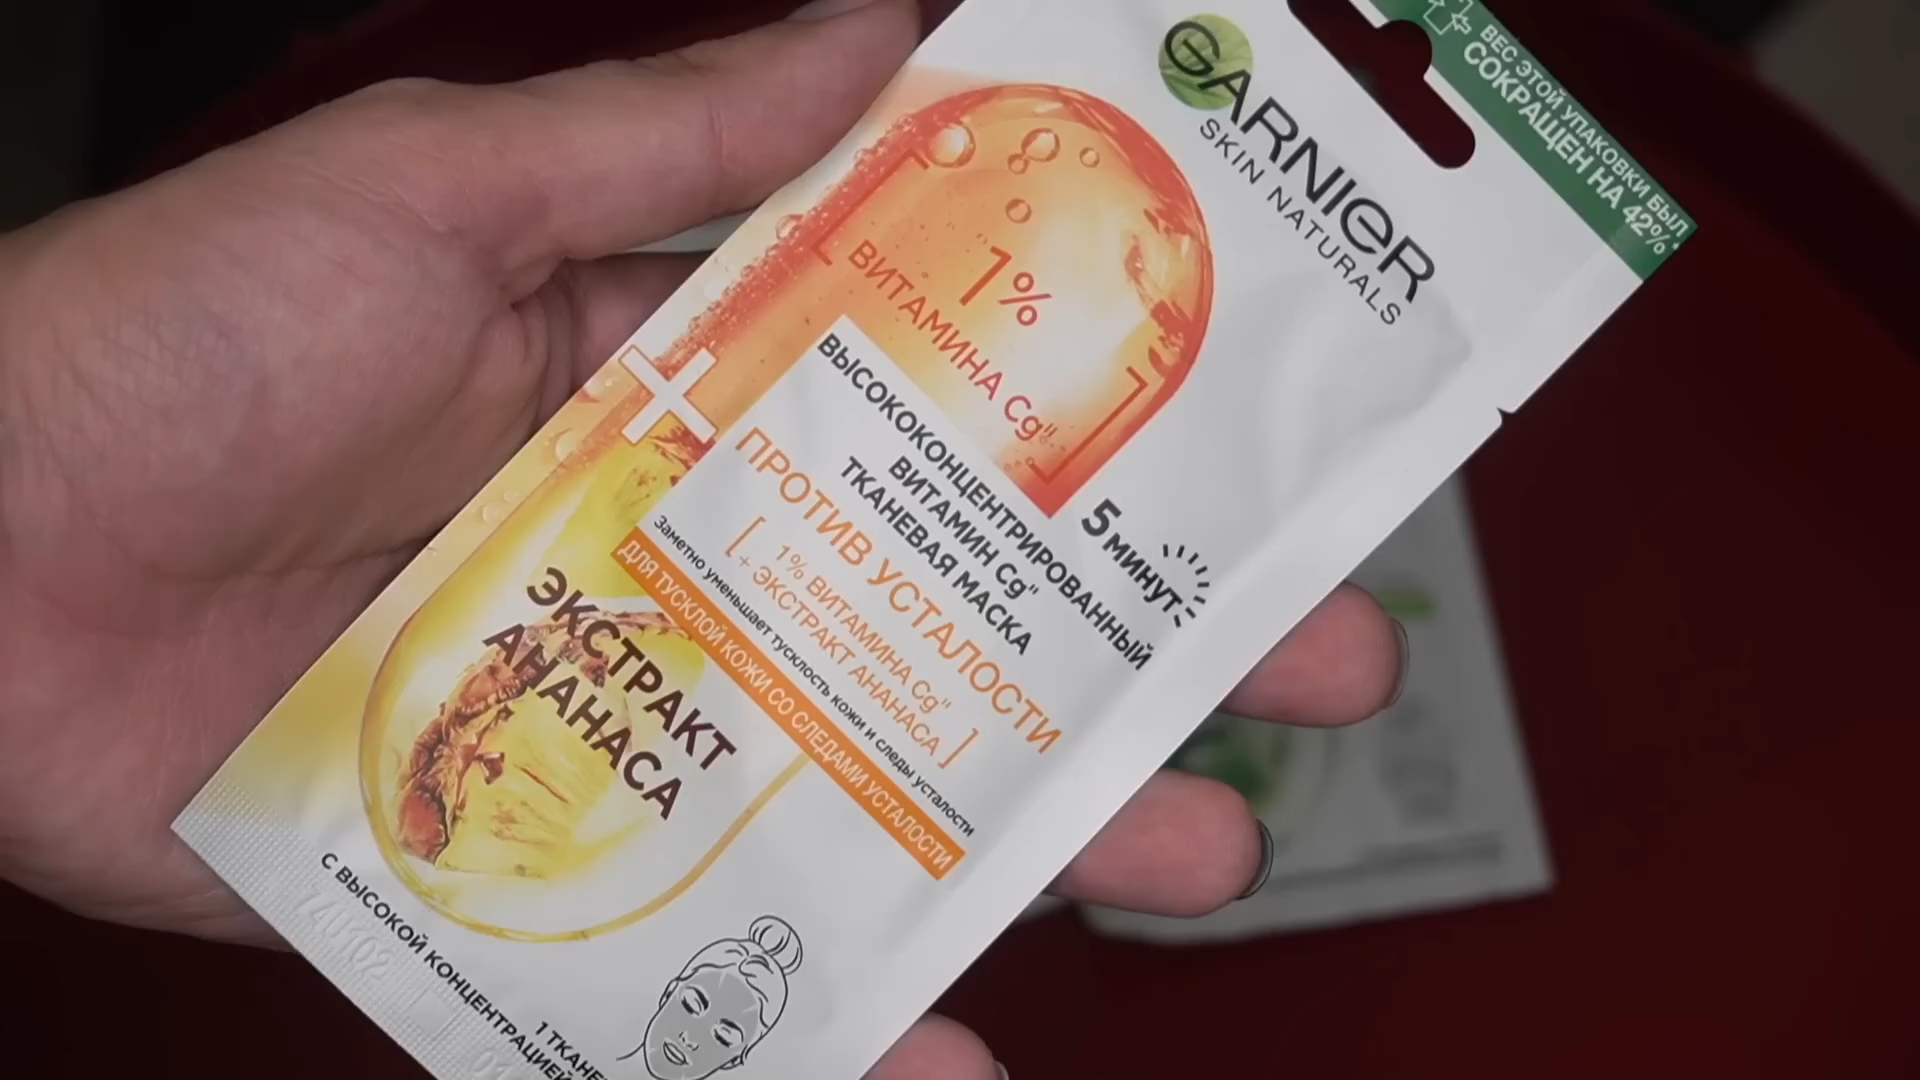 ВЕС ЭТОЙ УПАКОВКИ БЫЛ
СОКРАЩЕН НА 42%*
GARNIER
SKIN NATURALS
1%
ВИТАМИНА Cg"
5 МИНУТ
ВЫСОКОКОНЦЕНТРИРОВАННЫЙ
ВИТАМИН Cg"
ТКАНЕВАЯ МАСКА
ПРОТИВ УСТАЛОСТИ
1% ВИТАМИНА Cg"
+ ЭКСТРАКТ АНАНАСА
Заметно уменьшает тусклость кожи и следы усталости
ДЛЯ ТУСКЛОЙ КОЖИ СО СЛЕДАМИ УСТАЛОСТИ
ЭКСТРАКТ
АНАНАСА
С ВЫСОКОЙ КОНЦЕНТРАЦИЕЙ
1